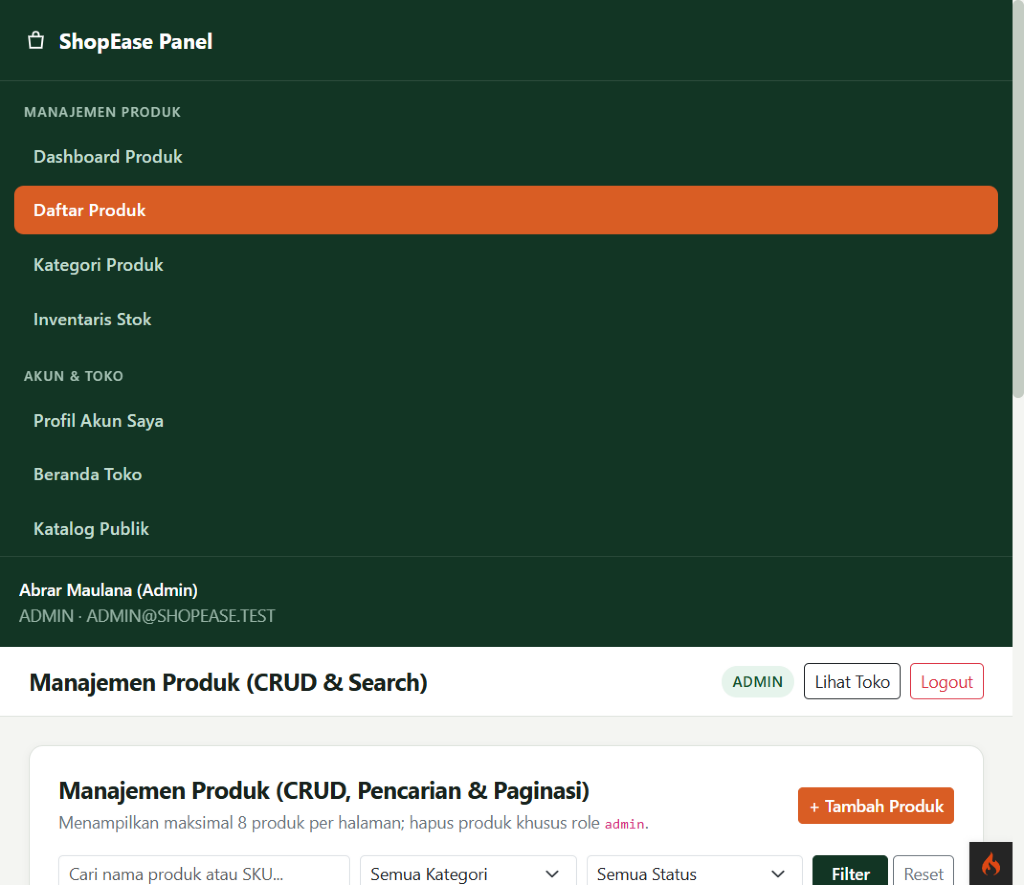 ShopEase Panel
MANAJEMEN PRODUK
Dashboard Produk
Daftar Produk
Kategori Produk
Inventaris Stok
AKUN & TOKO
Profil Akun Saya
Beranda Toko
Katalog Publik
Abrar Maulana (Admin)
ADMIN · ADMIN@SHOPEASE.TEST
Manajemen Produk (CRUD & Search)
ADMIN
Lihat Toko
Logout
Manajemen Produk (CRUD, Pencarian & Paginasi)
Menampilkan maksimal 8 produk per halaman; hapus produk khusus role admin.
+ Tambah Produk
Cari nama produk atau SKU...
Semua Kategori
Semua Status
Filter
Reset